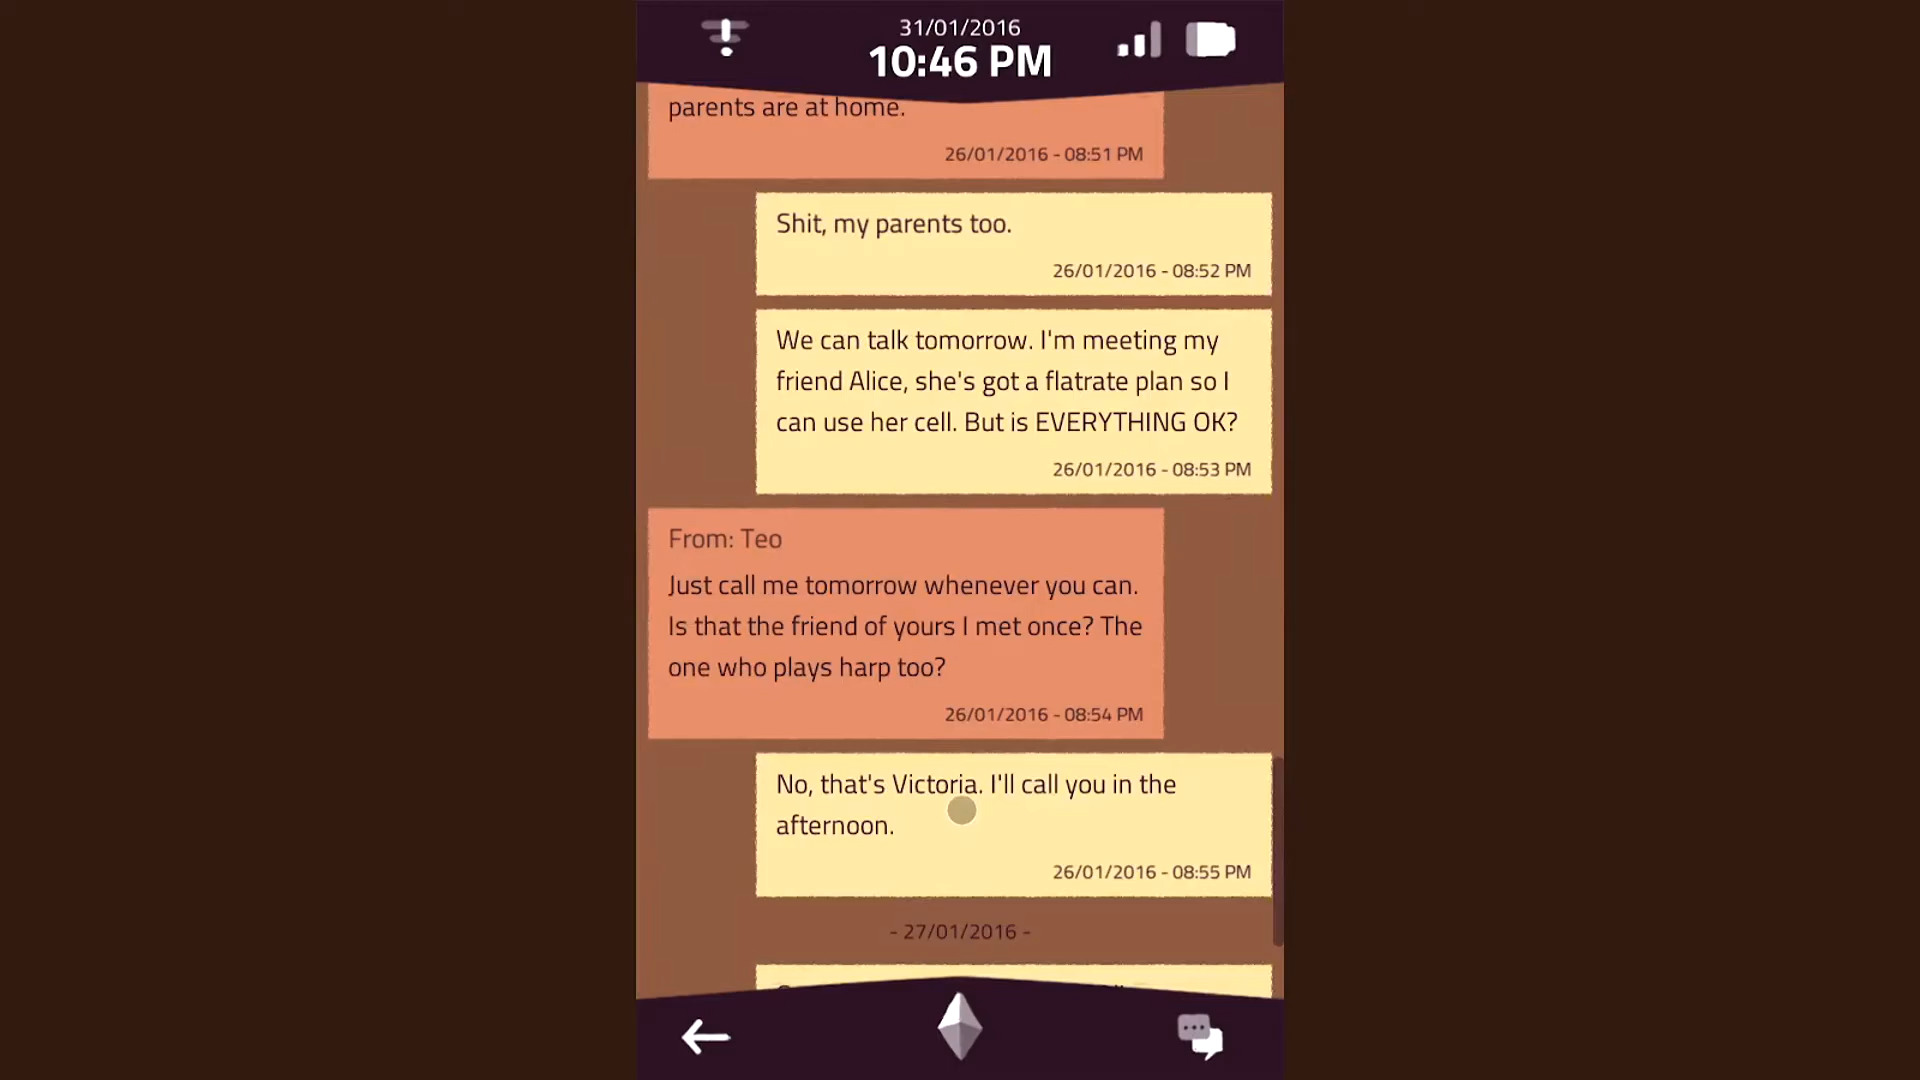 31/01/2016
10:46 PM
parents are at home.
26/01/2016 - 08:51 PM
Shit, my parents too.
26/01/2016 - 08:52 PM
We can talk tomorrow. I'm meeting my
friend Alice, she's got a flatrate plan so I
can use her cell. But is EVERYTHING OK?
26/01/2016 - 08:53 PM
From: Teo
Just call me tomorrow whenever you can.
Is that the friend of yours I met once? The
one who plays harp too?
26/01/2016 - 08:54 PM
No, that's Victoria. I'll call you in the
afternoon.
26/01/2016 - 08:55 PM
- 27/01/2016 -